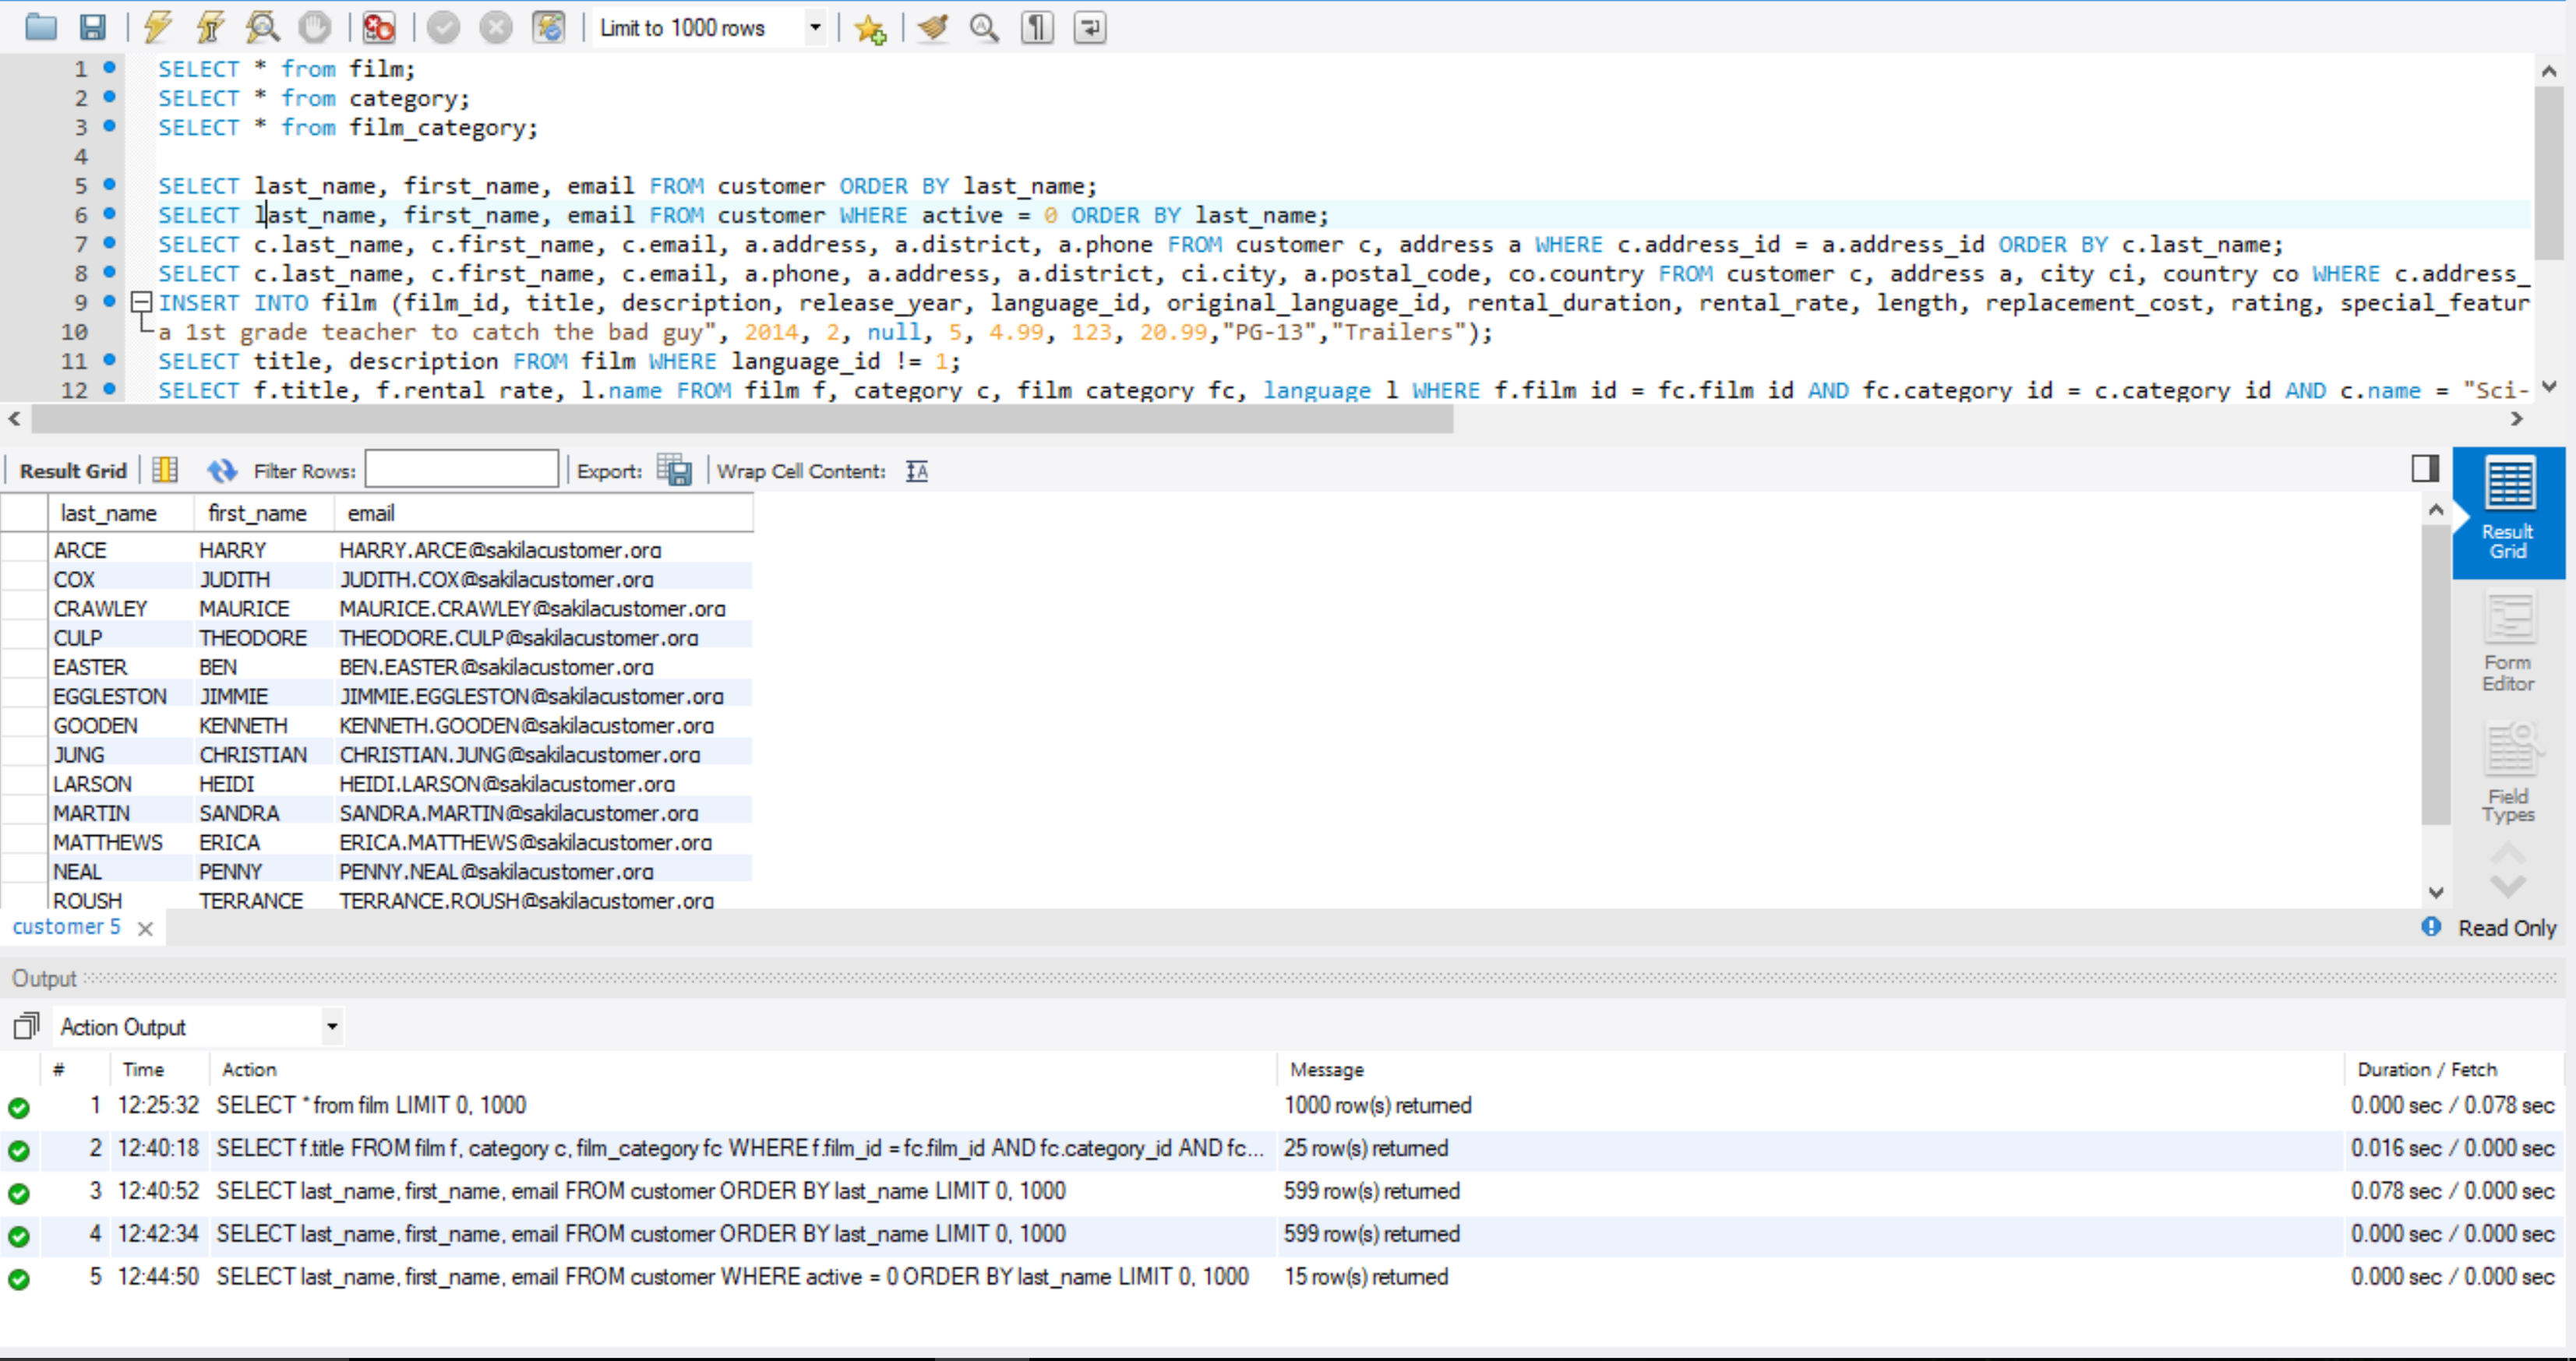 Limit to 1000 rows
1 SELECT * from film;
2 SELECT * from category;
3 SELECT * from film_category;
4
5 SELECT last_name, first_name, email FROM customer ORDER BY last_name;
6 SELECT last_name, first_name, email FROM customer WHERE active = 0 ORDER BY last_name;
7 SELECT c.last_name, c.first_name, c.email, a.address, a.district, a.phone FROM customer c, address a WHERE c.address_id = a.address_id ORDER BY c.last_name;
8 SELECT c.last_name, c.first_name, c.email, a.phone, a.address, a.district, ci.city, a.postal_code, co.country FROM customer c, address a, city ci, country co WHERE c.address_
9 INSERT INTO film (film_id, title, description, release_year, language_id, original_language_id, rental_duration, rental_rate, length, replacement_cost, rating, special_featur
10 a 1st grade teacher to catch the bad guy", 2014, 2, null, 5, 4.99, 123, 20.99,"PG-13","Trailers");
11 SELECT title, description FROM film WHERE language_id != 1;
12 SELECT f.title, f.rental_rate, l.name FROM film f, category c, film_category fc, language l WHERE f.film_id = fc.film_id AND fc.category_id = c.category_id AND c.name = "Sci-
Result Grid Filter Rows: Export: Wrap Cell Content:
last_name first_name email
ARCE HARRY HARRY.ARCE@sakilacustomer.org
COX JUDITH JUDITH.COX@sakilacustomer.org
CRAWLEY MAURICE MAURICE.CRAWLEY@sakilacustomer.org
CULP THEODORE THEODORE.CULP@sakilacustomer.org
EASTER BEN BEN.EASTER@sakilacustomer.org
EGGLESTON JIMMIE JIMMIE.EGGLESTON@sakilacustomer.org
GOODEN KENNETH KENNETH.GOODEN@sakilacustomer.org
JUNG CHRISTIAN CHRISTIAN.JUNG@sakilacustomer.org
LARSON HEIDI HEIDI.LARSON@sakilacustomer.org
MARTIN SANDRA SANDRA.MARTIN@sakilacustomer.org
MATTHEWS ERICA ERICA.MATTHEWS@sakilacustomer.org
NEAL PENNY PENNY.NEAL@sakilacustomer.org
ROUSH TERRANCE TERRANCE.ROUSH@sakilacustomer.org
Result
Grid
Form
Editor
Field
Types
customer 5 Read Only
Output
Action Output
# Time Action Message Duration / Fetch
1 12:25:32 SELECT * from film LIMIT 0, 1000 1000 row(s) returned 0.000 sec / 0.078 sec
2 12:40:18 SELECT f.title FROM film f, category c, film_category fc WHERE f.film_id = fc.film_id AND fc.category_id AND fc... 25 row(s) returned 0.016 sec / 0.000 sec
3 12:40:52 SELECT last_name, first_name, email FROM customer ORDER BY last_name LIMIT 0, 1000 599 row(s) returned 0.078 sec / 0.000 sec
4 12:42:34 SELECT last_name, first_name, email FROM customer ORDER BY last_name LIMIT 0, 1000 599 row(s) returned 0.000 sec / 0.000 sec
5 12:44:50 SELECT last_name, first_name, email FROM customer WHERE active = 0 ORDER BY last_name LIMIT 0, 1000 15 row(s) returned 0.000 sec / 0.000 sec